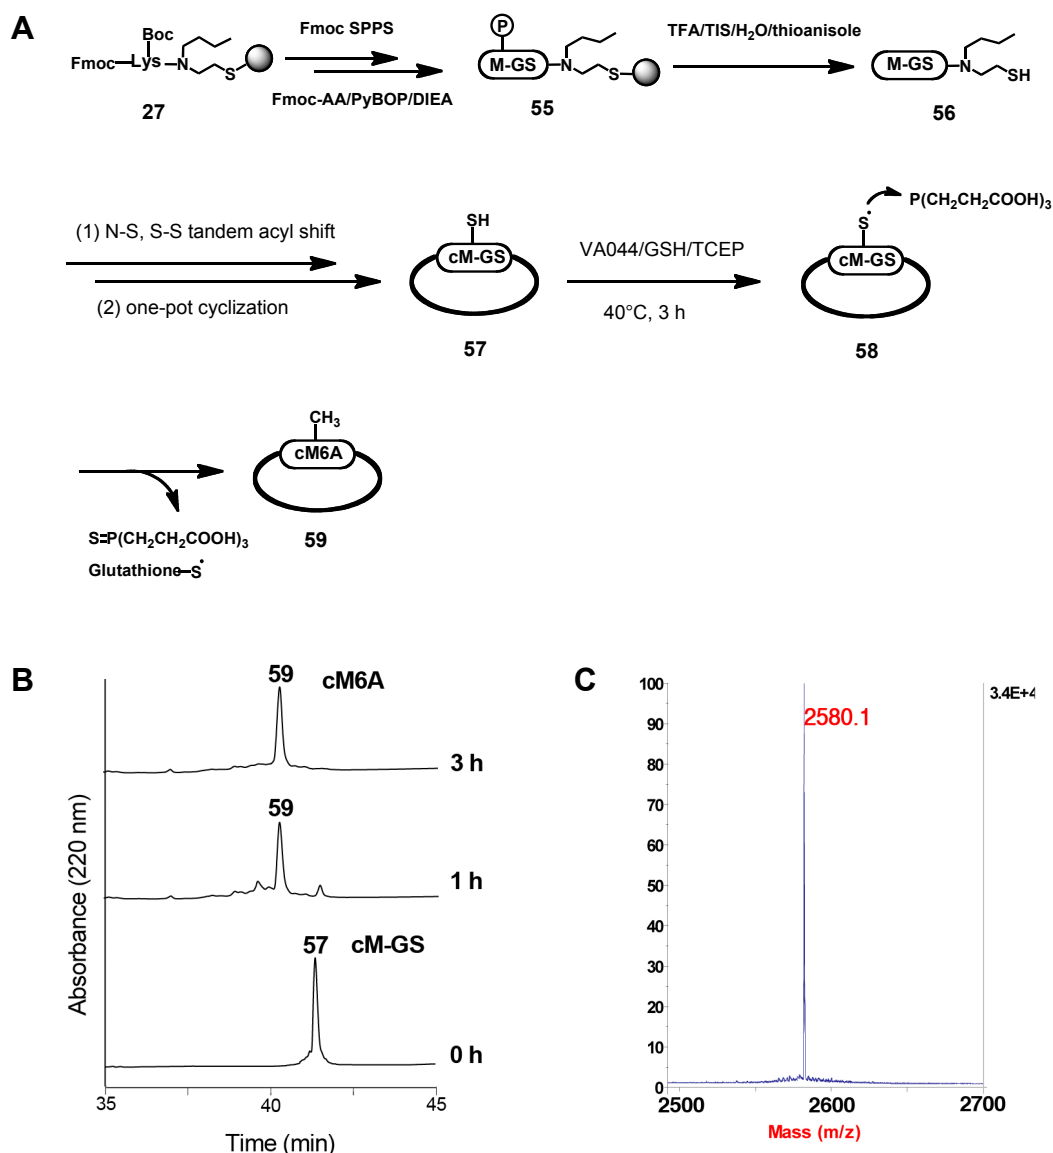 A
Boc
Fmoc—Lys—N S
27
Fmoc SPPS
Fmoc-AA/PyBOP/DIEA
P
M-GS N S
55
TFA/TIS/H₂O/thioanisole
M-GS N SH
56
(1) N-S, S-S tandem acyl shift
(2) one-pot cyclization
SH
cM-GS
57
VA044/GSH/TCEP
40°C, 3 h
S• P(CH₂CH₂COOH)₃
cM-GS
58
S=P(CH₂CH₂COOH)₃
Glutathione—S•
CH₃
cM6A
59
B
59 cM6A
3 h
59
1 h
57 cM-GS
0 h
Absorbance (220 nm)
35 40 45
Time (min)
C
100
90
80
70
60
50
40
30
20
10
0
2580.1
3.4E+4
2500 2600 2700
Mass (m/z)